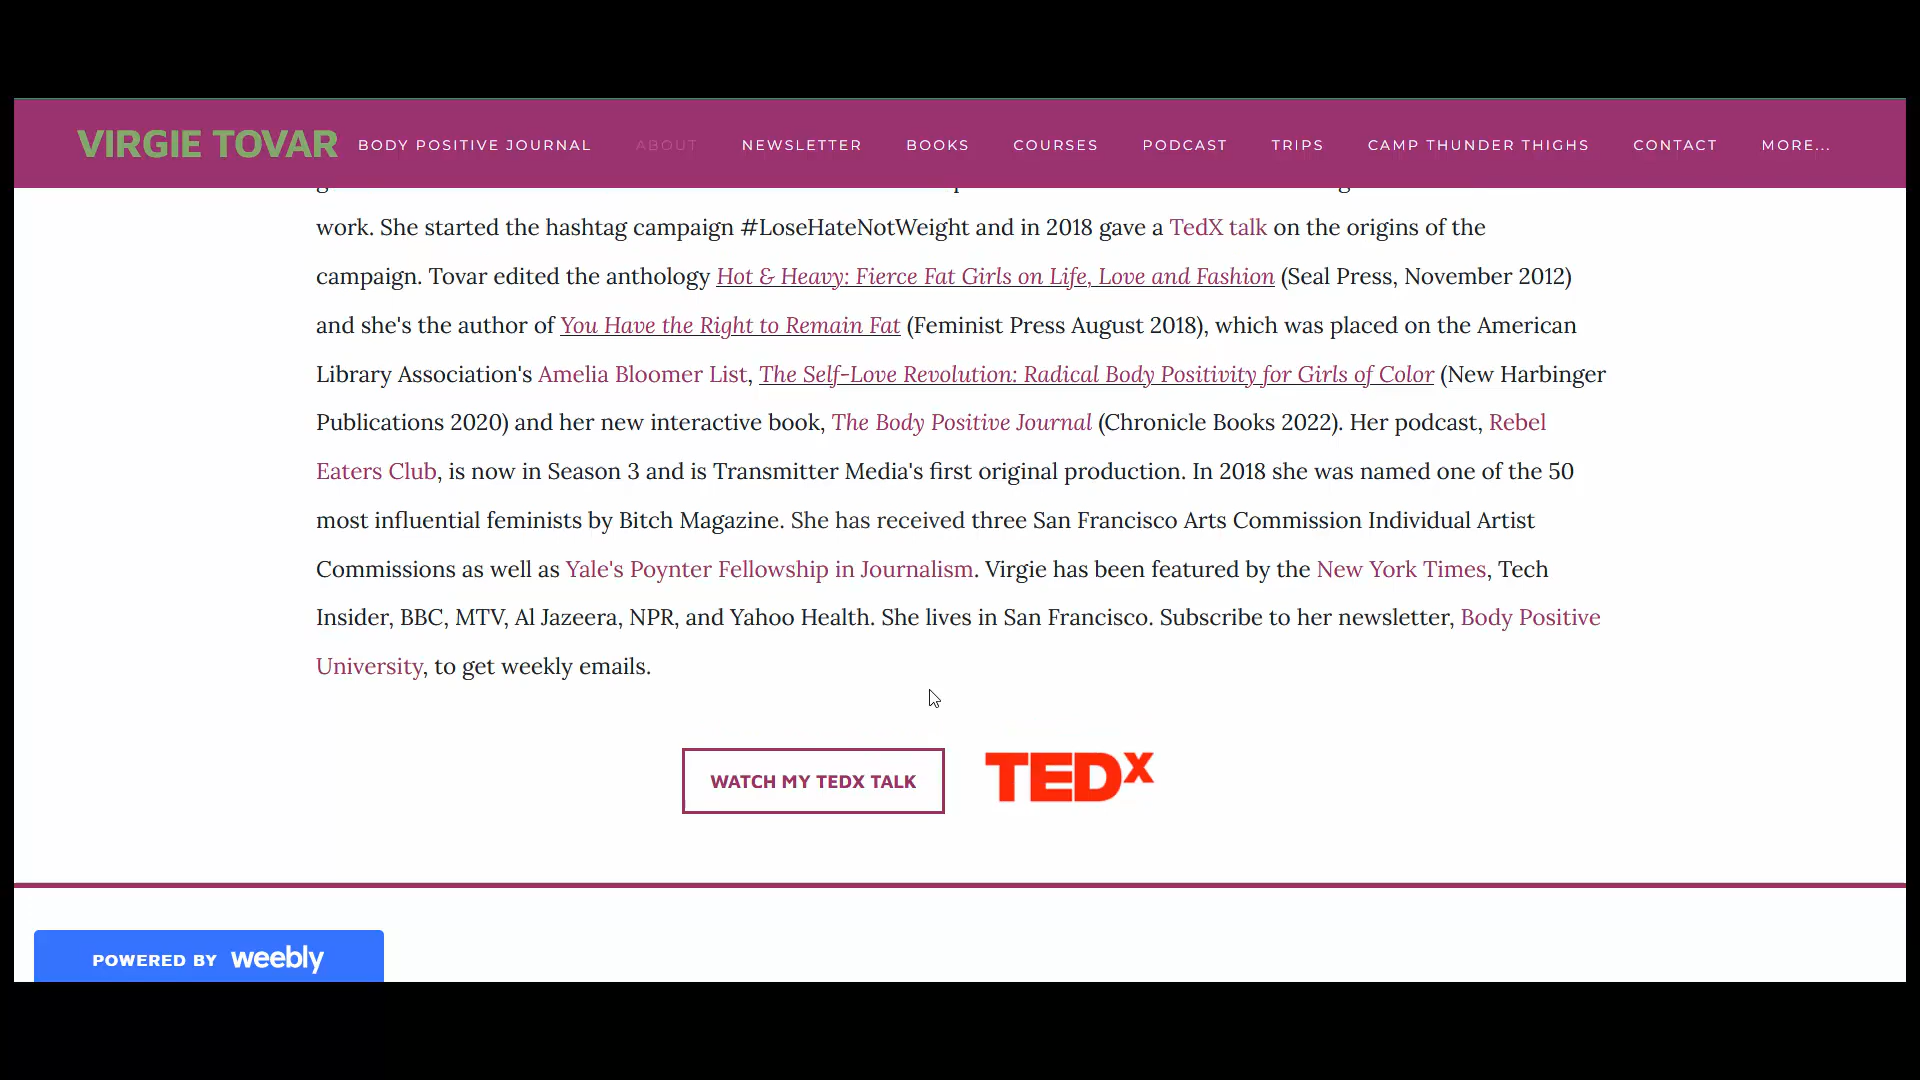 VIRGIE TOVAR BODY POSITIVE JOURNAL ABOUT NEWSLETTER BOOKS COURSES PODCAST TRIPS CAMP THUNDER THIGHS CONTACT MORE...
work. She started the hashtag campaign #LoseHateNotWeight and in 2018 gave a TedX talk on the origins of the
campaign. Tovar edited the anthology Hot & Heavy: Fierce Fat Girls on Life, Love and Fashion (Seal Press, November 2012)
and she's the author of You Have the Right to Remain Fat (Feminist Press August 2018), which was placed on the American
Library Association's Amelia Bloomer List, The Self-Love Revolution: Radical Body Positivity for Girls of Color (New Harbinger
Publications 2020) and her new interactive book, The Body Positive Journal (Chronicle Books 2022). Her podcast, Rebel
Eaters Club, is now in Season 3 and is Transmitter Media's first original production. In 2018 she was named one of the 50
most influential feminists by Bitch Magazine. She has received three San Francisco Arts Commission Individual Artist
Commissions as well as Yale's Poynter Fellowship in Journalism. Virgie has been featured by the New York Times, Tech
Insider, BBC, MTV, Al Jazeera, NPR, and Yahoo Health. She lives in San Francisco. Subscribe to her newsletter, Body Positive
University, to get weekly emails.
WATCH MY TEDX TALK TEDx
POWERED BY weebly